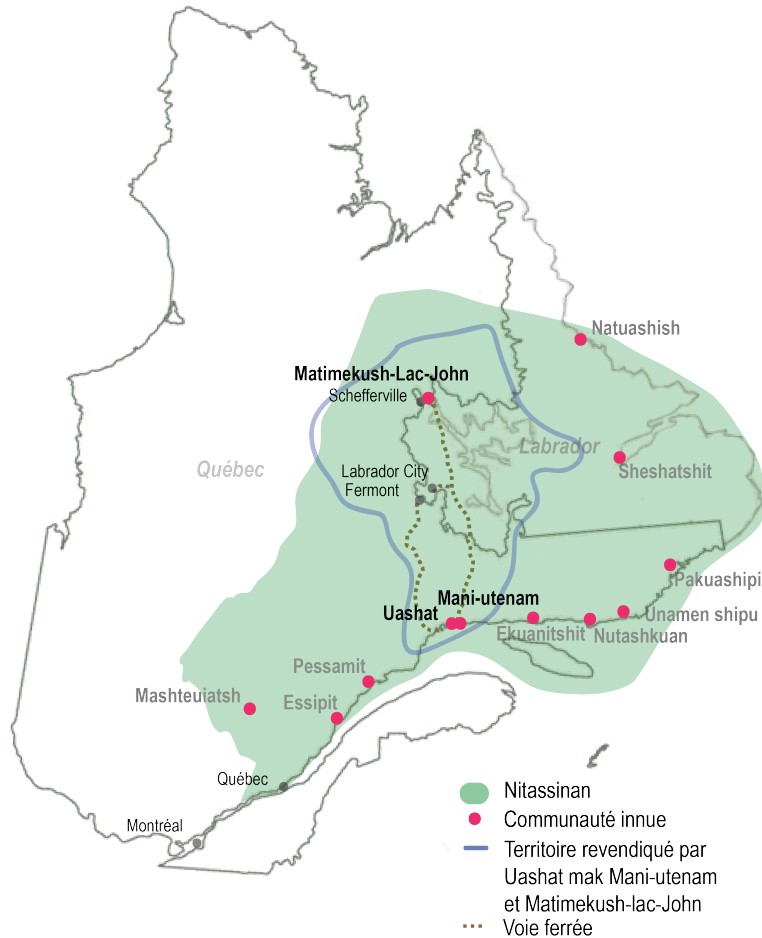 Natuashish
Matimekush-Lac-John
Schefferville
Labrador
Québec
Labrador City
Sheshatshit
Fermont
Pakuashipi
Mani-utenam
Uashat
Unamen shipu
Ekuanitshit
Nutashkuan
Pessamit
Mashteuiatsh
Essipit
Québec
Montréal
Nitassinan
Communauté innue
Territoire revendiqué par
Uashat mak Mani-utenam
et Matimekush-lac-John
Voie ferrée